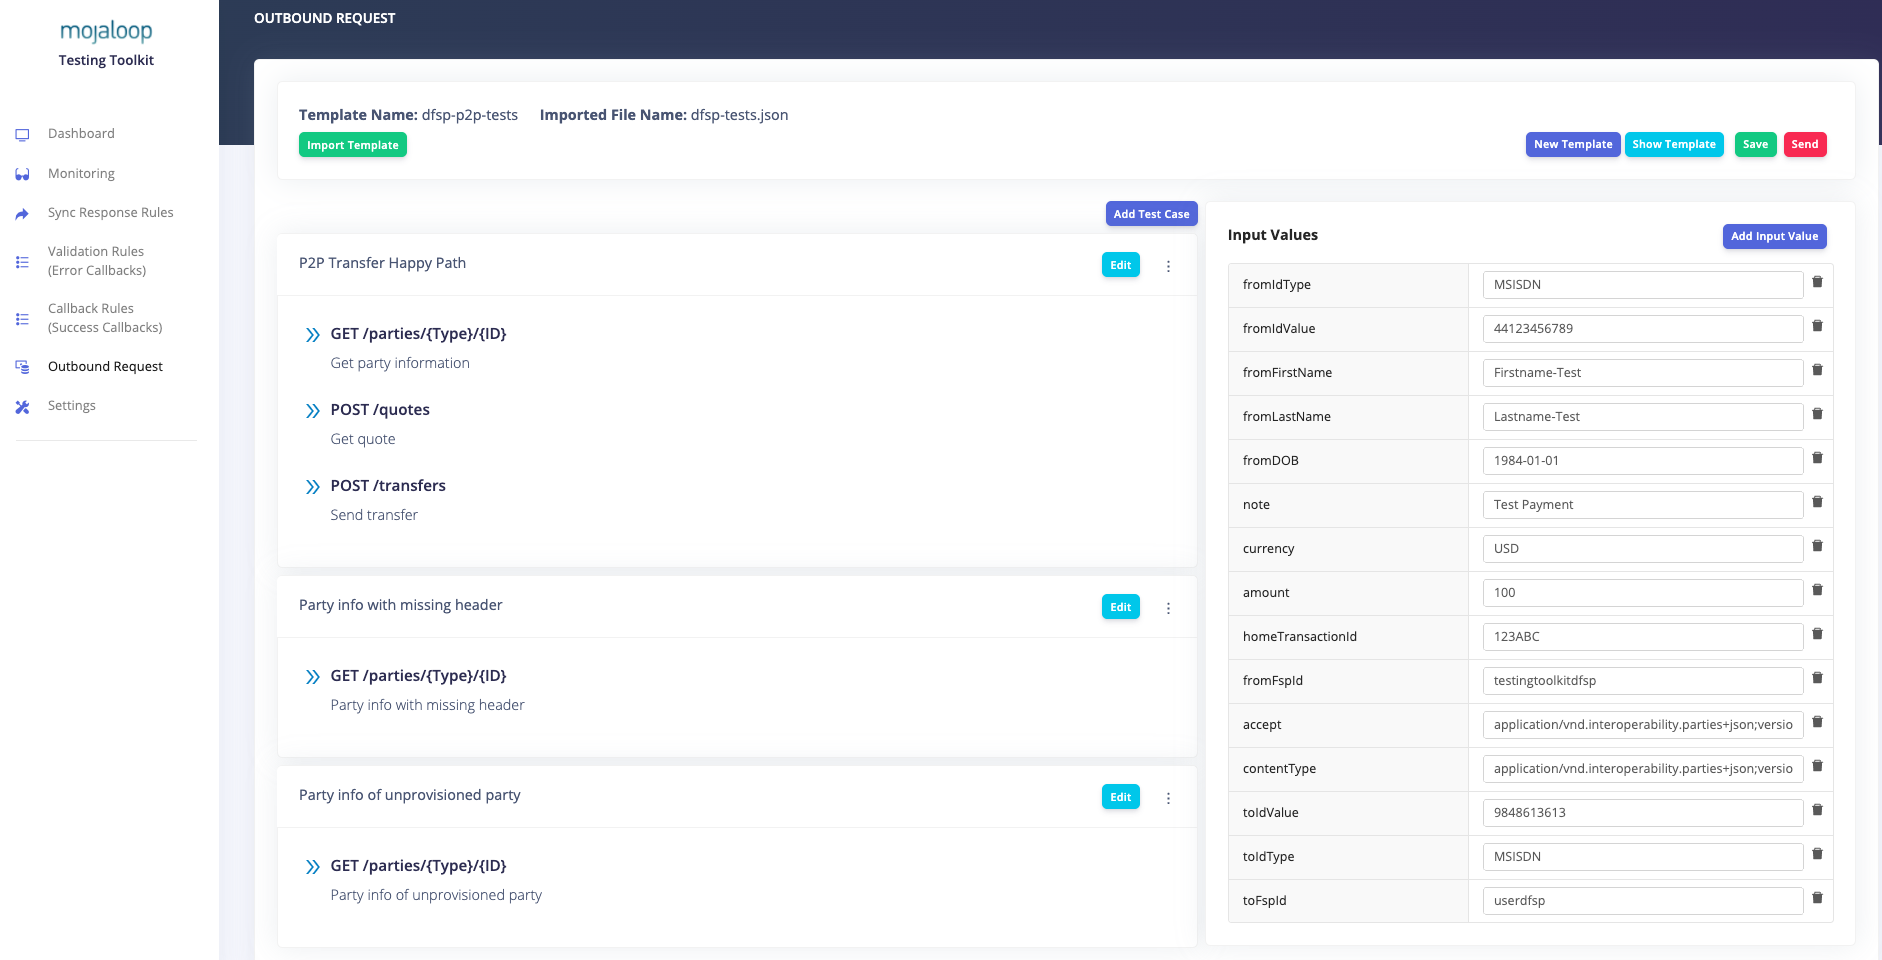 mojaloop
Testing Toolkit
Dashboard
Monitoring
Sync Response Rules
Validation Rules
(Error Callbacks)
Callback Rules
(Success Callbacks)
Outbound Request
Settings
OUTBOUND REQUEST
Template Name: dfsp-p2p-tests Imported File Name: dfsp-tests.json
Import Template
New Template Show Template Save Send
Add Test Case
P2P Transfer Happy Path
Edit
GET /parties/{Type}/{ID}
Get party information
POST /quotes
Get quote
POST /transfers
Send transfer
Party info with missing header
Edit
GET /parties/{Type}/{ID}
Party info with missing header
Party info of unprovisioned party
Edit
GET /parties/{Type}/{ID}
Party info of unprovisioned party
Input Values
Add Input Value
fromIdType MSISDN
fromIdValue 44123456789
fromFirstName Firstname-Test
fromLastName Lastname-Test
fromDOB 1984-01-01
note Test Payment
currency USD
amount 100
homeTransactionId 123ABC
fromFspId testingtoolkitdfsp
accept application/vnd.interoperability.parties+json;versio
contentType application/vnd.interoperability.parties+json;versio
toIdValue 9848613613
toIdType MSISDN
toFspId userdfsp